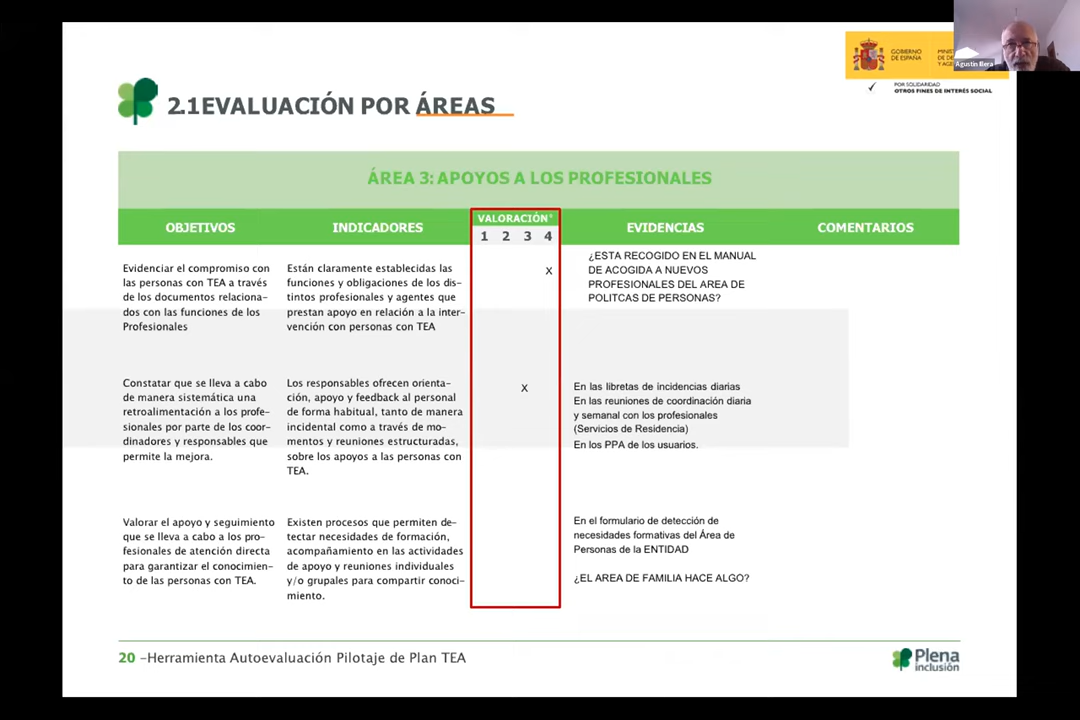 GOBIERNO
DE ESPAÑA
MINIS
DE DE
Y AGE
Agustín Illera
POR SOLIDARIDAD
OTROS FINES DE INTERÉS SOCIAL
2.1EVALUACIÓN POR ÁREAS
ÁREA 3: APOYOS A LOS PROFESIONALES
OBJETIVOS
INDICADORES
VALORACIÓN*
1 2 3 4
EVIDENCIAS
COMENTARIOS
Evidenciar el compromiso con
las personas con TEA a través
de los documentos relaciona-
dos con las funciones de los
Profesionales
Están claramente establecidas las
funciones y obligaciones de los dis-
tintos profesionales y agentes que
prestan apoyo en relación a la inter-
vención con personas con TEA
x
¿ESTA RECOGIDO EN EL MANUAL
DE ACOGIDA A NUEVOS
PROFESIONALES DEL AREA DE
POLITCAS DE PERSONAS?
Constatar que se lleva a cabo
de manera sistemática una
retroalimentación a los profe-
sionales por parte de los coor-
dinadores y responsables que
permite la mejora.
Los responsables ofrecen orienta-
ción, apoyo y feedback al personal
de forma habitual, tanto de manera
incidental como a través de mo-
mentos y reuniones estructuradas,
sobre los apoyos a las personas con
TEA.
x
En las libretas de incidencias diarias
En las reuniones de coordinación diaria
y semanal con los profesionales
(Servicios de Residencia)
En los PPA de los usuarios.
Valorar el apoyo y seguimiento
que se lleva a cabo a los pro-
fesionales de atención directa
para garantizar el conocimien-
to de las personas con TEA.
Existen procesos que permiten de-
tectar necesidades de formación,
acompañamiento en las actividades
de apoyo y reuniones individuales
y/o grupales para compartir conoci-
miento.
En el formulario de detección de
necesidades formativas del Área de
Personas de la ENTIDAD
¿EL AREA DE FAMILIA HACE ALGO?
20 –Herramienta Autoevaluación Pilotaje de Plan TEA
Plena
inclusión